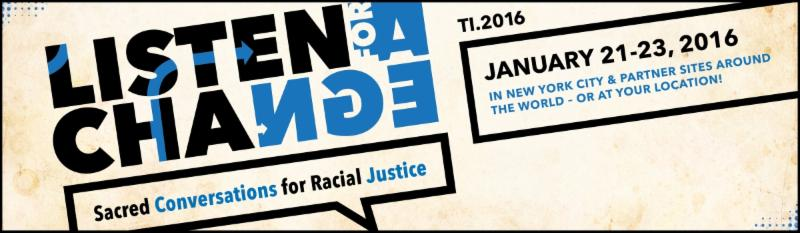 LISTEN FOR A
CHANGE
Sacred Conversations for Racial Justice
TI.2016
JANUARY 21-23, 2016
IN NEW YORK CITY & PARTNER SITES AROUND
THE WORLD - OR AT YOUR LOCATION!